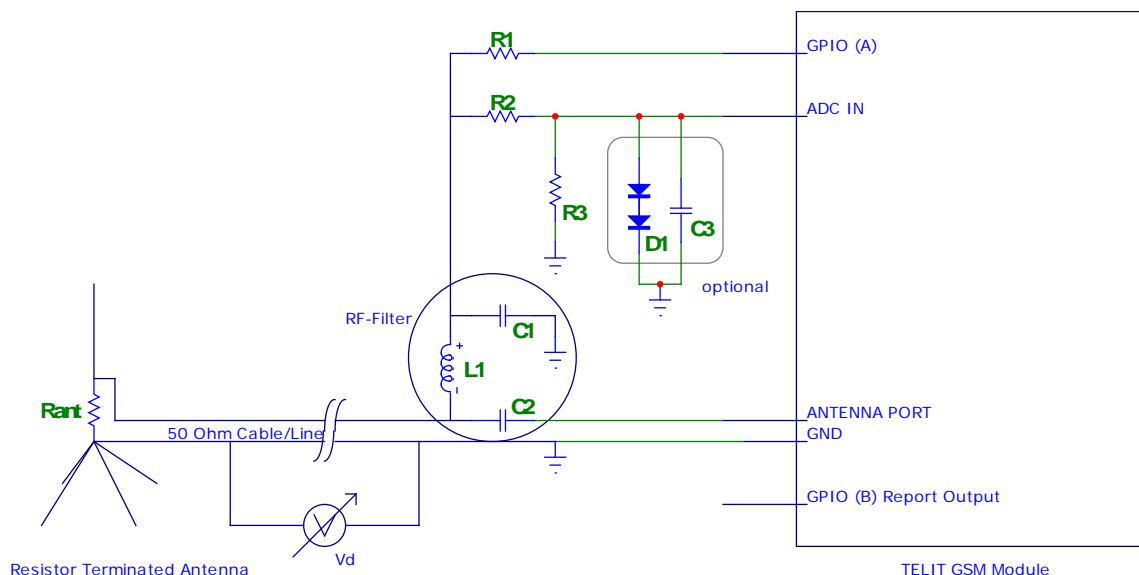 R1
GPIO (A)
R2
ADC IN
R3
D1
C3
optional
RF-Filter
C1
+
L1
-
Rant
C2
ANTENNA PORT
50 Ohm Cable/Line
GND
GPIO (B) Report Output
V
Vd
Resistor Terminated Antenna
TELIT GSM Module